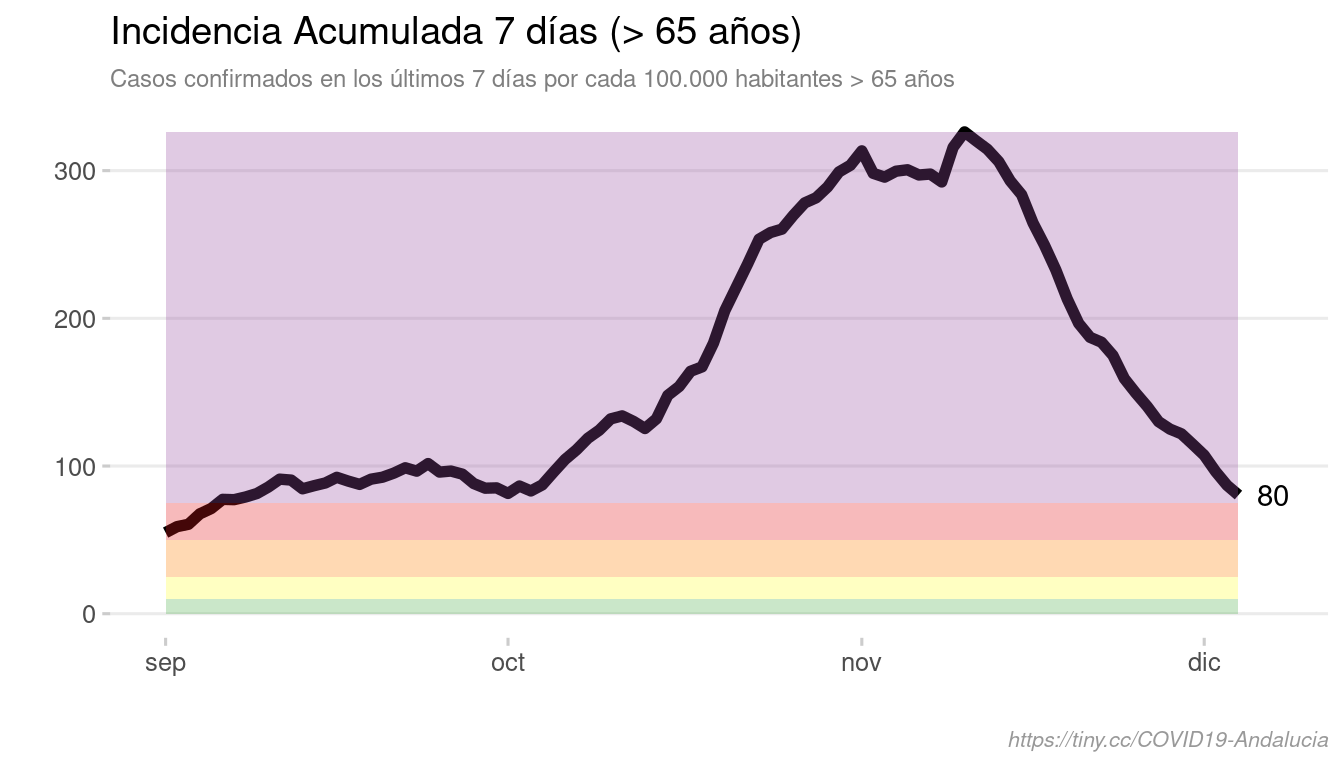 Incidencia Acumulada 7 días (> 65 años)
Casos confirmados en los últimos 7 días por cada 100.000 habitantes > 65 años
300
200
100
0
80
sep oct nov dic
https://tiny.cc/COVID19-Andalucia